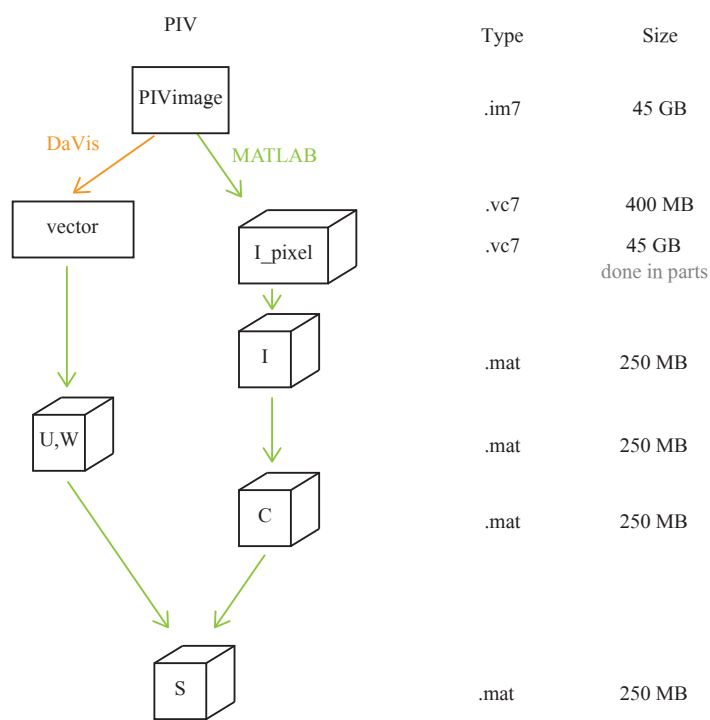 PIV Type Size
PIVimage .im7 45 GB
DaVis MATLAB
vector .vc7 400 MB
I_pixel .vc7 45 GB
done in parts
I .mat 250 MB
U,W .mat 250 MB
C .mat 250 MB
S .mat 250 MB